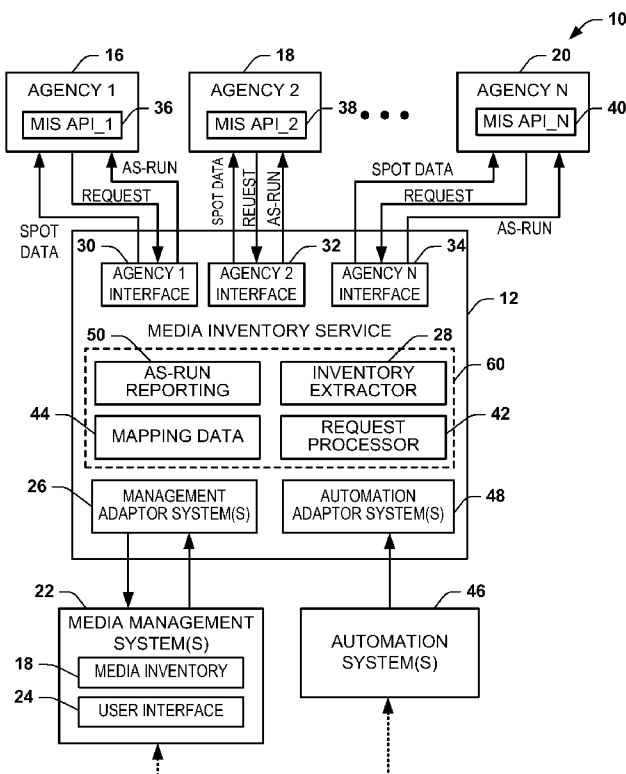 10
16
18
20
AGENCY 1
AGENCY 2
AGENCY N
MIS API_1
36
MIS API_2
38
MIS API_N
40
SPOT DATA
REQUEST
AS-RUN
SPOT DATA
REUEST
AS-RUN
SPOT DATA
REQUEST
AS-RUN
30
32
34
AGENCY 1
INTERFACE
AGENCY 2
INTERFACE
AGENCY N
INTERFACE
12
MEDIA INVENTORY SERVICE
50
28
AS-RUN
REPORTING
INVENTORY
EXTRACTOR
60
44
42
MAPPING DATA
REQUEST
PROCESSOR
26
MANAGEMENT
ADAPTOR SYSTEM(S)
AUTOMATION
ADAPTOR SYSTEM(S)
48
22
46
MEDIA MANAGEMENT
SYSTEM(S)
18
MEDIA INVENTORY
24
USER INTERFACE
AUTOMATION
SYSTEM(S)